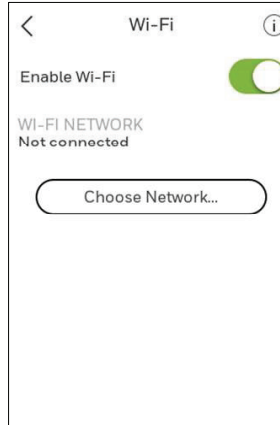 Wi-Fi
i
Enable Wi-Fi
WI-FI NETWORK
Not connected
Choose Network...